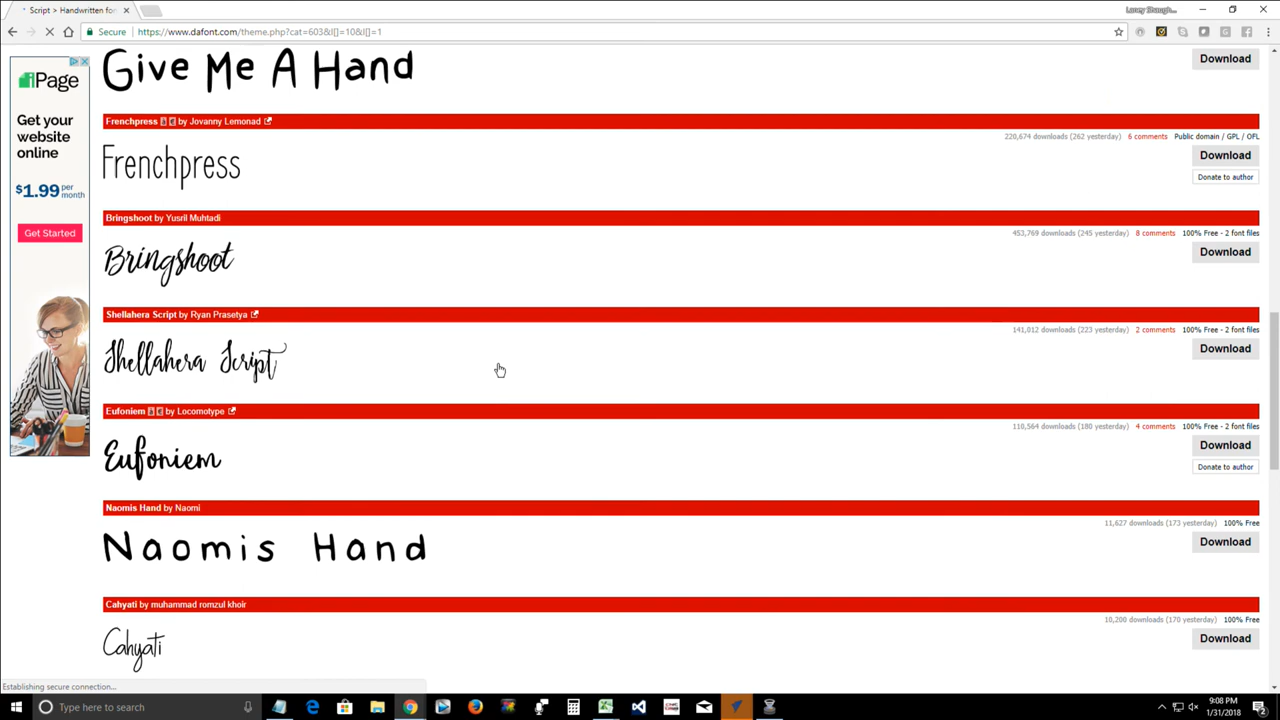 Script > Handwritten fo
Secure https://www.dafont.com/theme.php?cat=603&l[]=10&l[]=1
iPage
Get your
website
online
$1.99 per
month
Get Started
Give Me A Hand
Download
Frenchpress à € by Jovanny Lemonad
220,674 downloads (262 yesterday) 6 comments Public domain / GPL / OFL
Frenchpress
Download
Donate to author
Bringshoot by Yusril Muhtadi
453,769 downloads (245 yesterday) 8 comments 100% Free - 2 font files
Bringshoot
Download
Shellahera Script by Ryan Prasetya
141,012 downloads (223 yesterday) 2 comments 100% Free - 2 font files
Shellahera Script
Download
Eufoniem à € by Locomotype
110,564 downloads (180 yesterday) 4 comments 100% Free - 2 font files
Eufoniem
Download
Donate to author
Naomis Hand by Naomi
11,627 downloads (173 yesterday) 100% Free
Naomis Hand
Download
Cahyati by muhammad romzul khoir
10,200 downloads (170 yesterday) 100% Free
Cahyati
Download
Establishing secure connection...
Type here to search
9:08 PM
1/31/2018
2